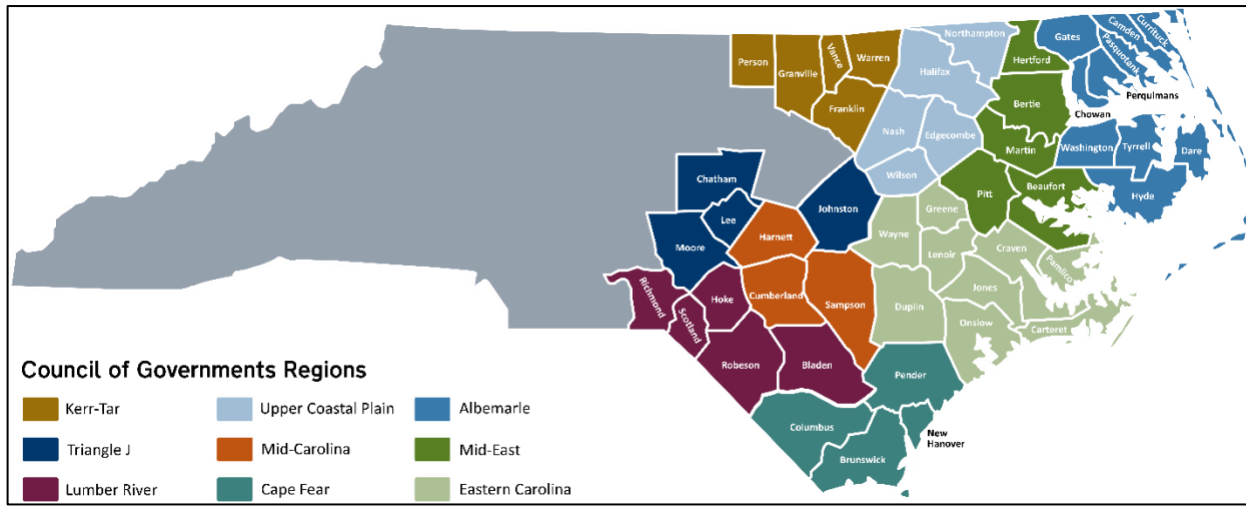 Northampton
Gates
Camden
Currituck
Pasquotank
Person
Granville
Vance
Warren
Halifax
Hertford
Perquimans
Bertie
Chowan
Franklin
Nash
Edgecombe
Martin
Washington
Tyrrell
Dare
Chatham
Wilson
Beaufort
Hyde
Lee
Johnston
Greene
Pitt
Moore
Harnett
Wayne
Lenoir
Craven
Pamlico
Richmond
Hoke
Cumberland
Sampson
Duplin
Jones
Scotland
Onslow
Carteret
Robeson
Bladen
Pender
Columbus
Brunswick
New
Hanover
Council of Governments Regions
Kerr-Tar
Upper Coastal Plain
Albemarle
Triangle J
Mid-Carolina
Mid-East
Lumber River
Cape Fear
Eastern Carolina